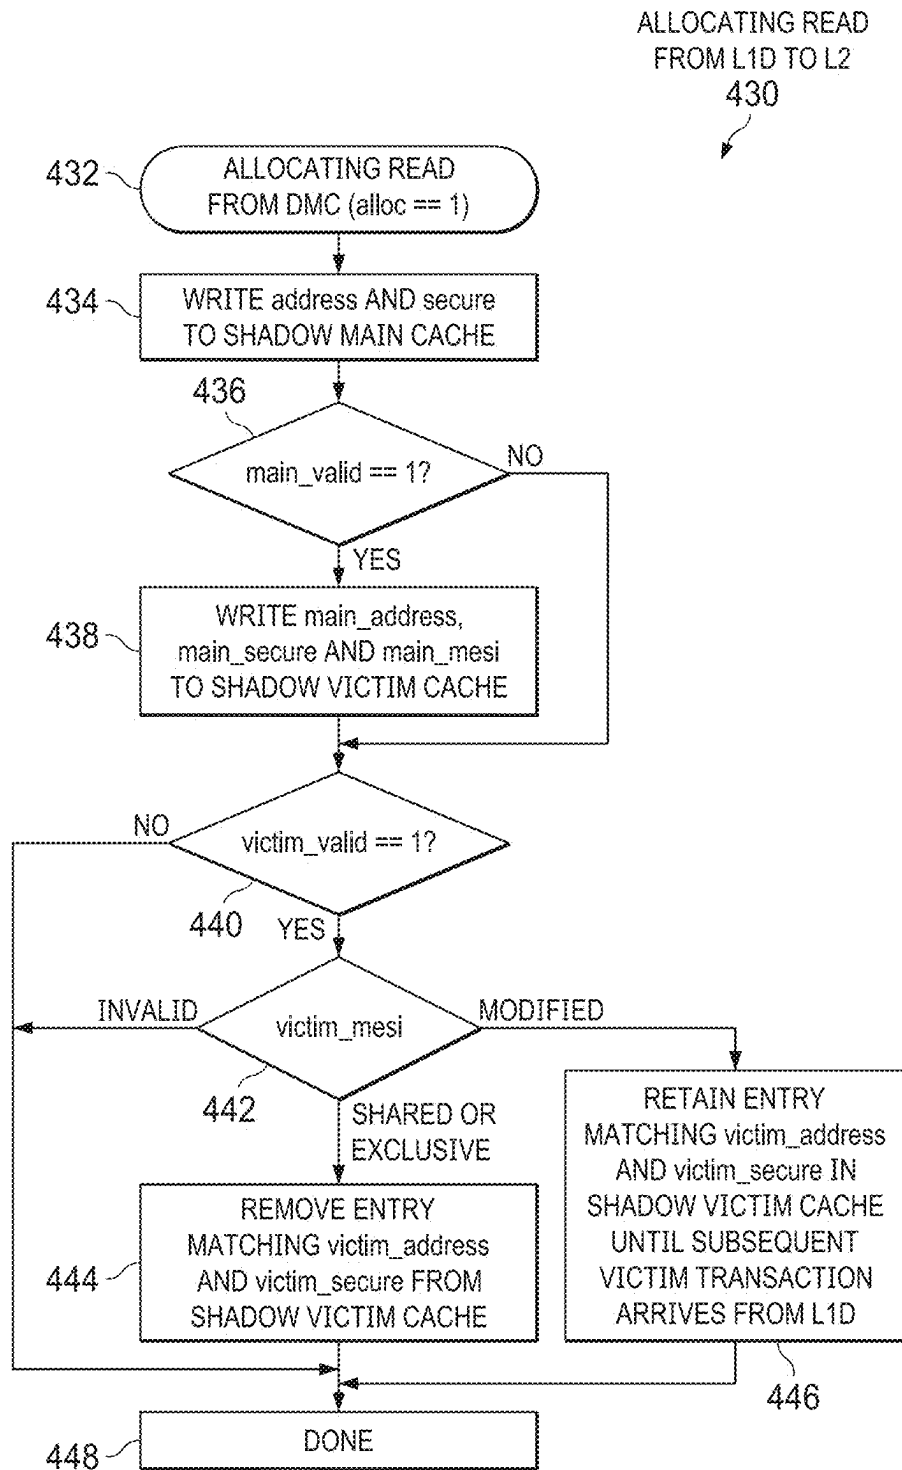 ALLOCATING READ
FROM L1D TO L2
430
432
ALLOCATING READ
FROM DMC (alloc == 1)
434
WRITE address AND secure
TO SHADOW MAIN CACHE
436
main_valid == 1?
NO
YES
438
WRITE main_address,
main_secure AND main_mesi
TO SHADOW VICTIM CACHE
NO
victim_valid == 1?
440
YES
INVALID
victim_mesi
MODIFIED
442
SHARED OR
EXCLUSIVE
RETAIN ENTRY
MATCHING victim_address
AND victim_secure IN
SHADOW VICTIM CACHE
UNTIL SUBSEQUENT
VICTIM TRANSACTION
ARRIVES FROM L1D
444
REMOVE ENTRY
MATCHING victim_address
AND victim_secure FROM
SHADOW VICTIM CACHE
446
448
DONE